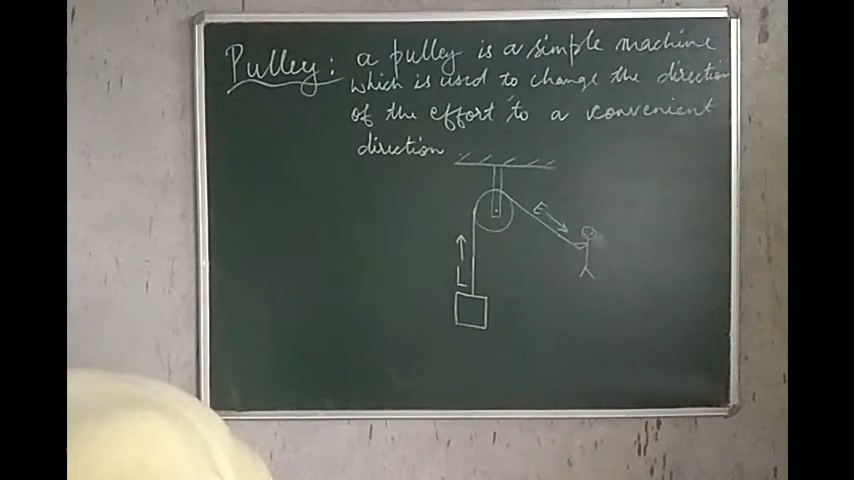 Pulley: a pulley is a simple machine
which is used to change the direction
of the effort to a convenient
direction
E
L